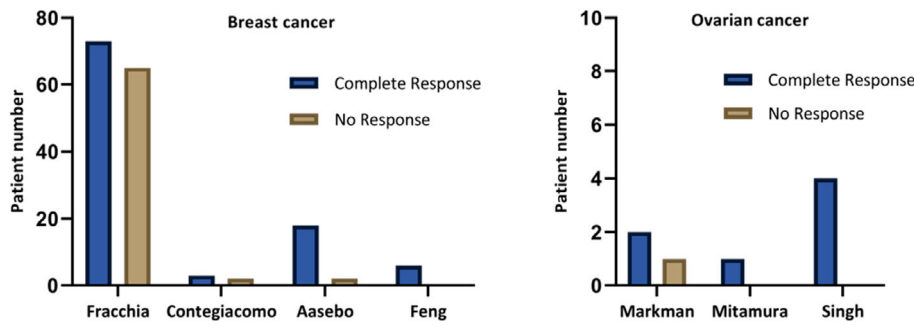 Breast cancer
Patient number
80
60
40
20
0
Complete Response
No Response
Fracchia Contegiacomo Aasebo Feng
Ovarian cancer
Patient number
10
8
6
4
2
0
Complete Response
No Response
Markman Mitamura Singh